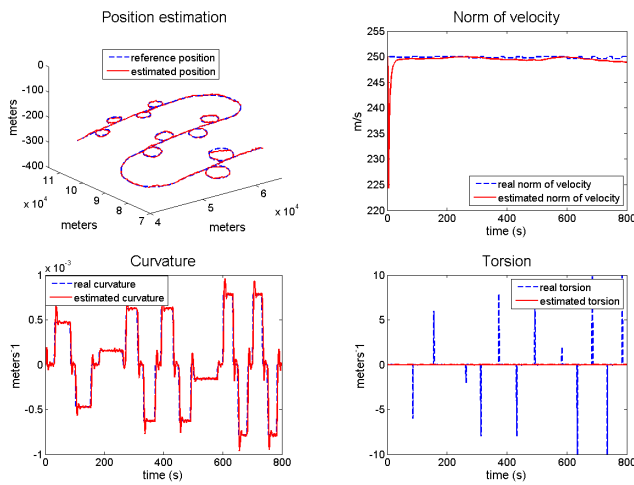 Position estimation
reference position
estimated position
0
-100
-200
-300
-400
meters
11
10
9
8
7
x 10^4
meters
4
5
6
x 10^4
meters
Norm of velocity
real norm of velocity
estimated norm of velocity
255
250
245
240
235
230
225
220
m/s
0
200
400
600
800
time (s)
Curvature
x 10^-3
real curvature
estimated curvature
1
0.5
0
-0.5
-1
meters-1
0
200
400
600
800
time (s)
Torsion
real torsion
estimated torsion
10
5
0
-5
-10
meters-1
0
200
400
600
800
time (s)